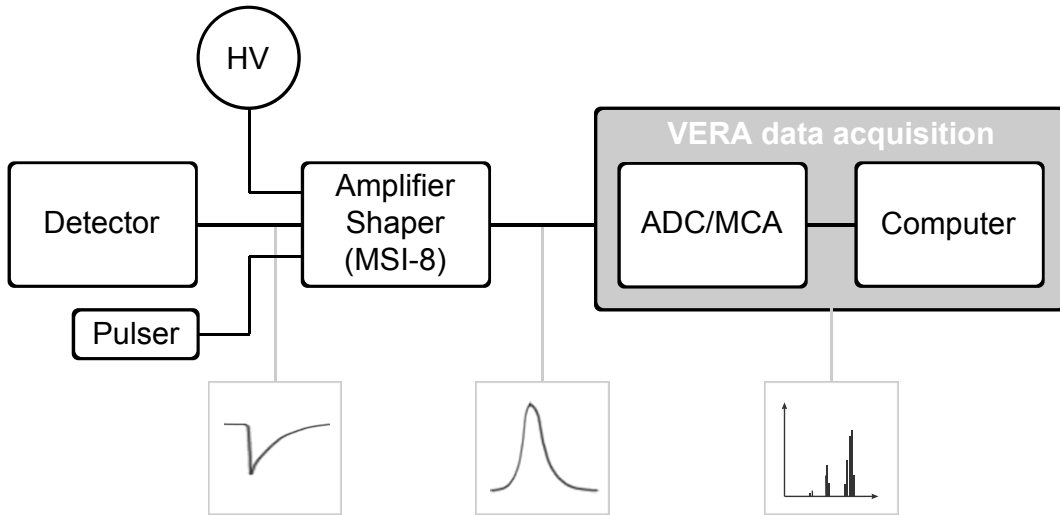 HV
VERA data acquisition
Detector
Amplifier
Shaper
(MSI-8)
ADC/MCA
Computer
Pulser